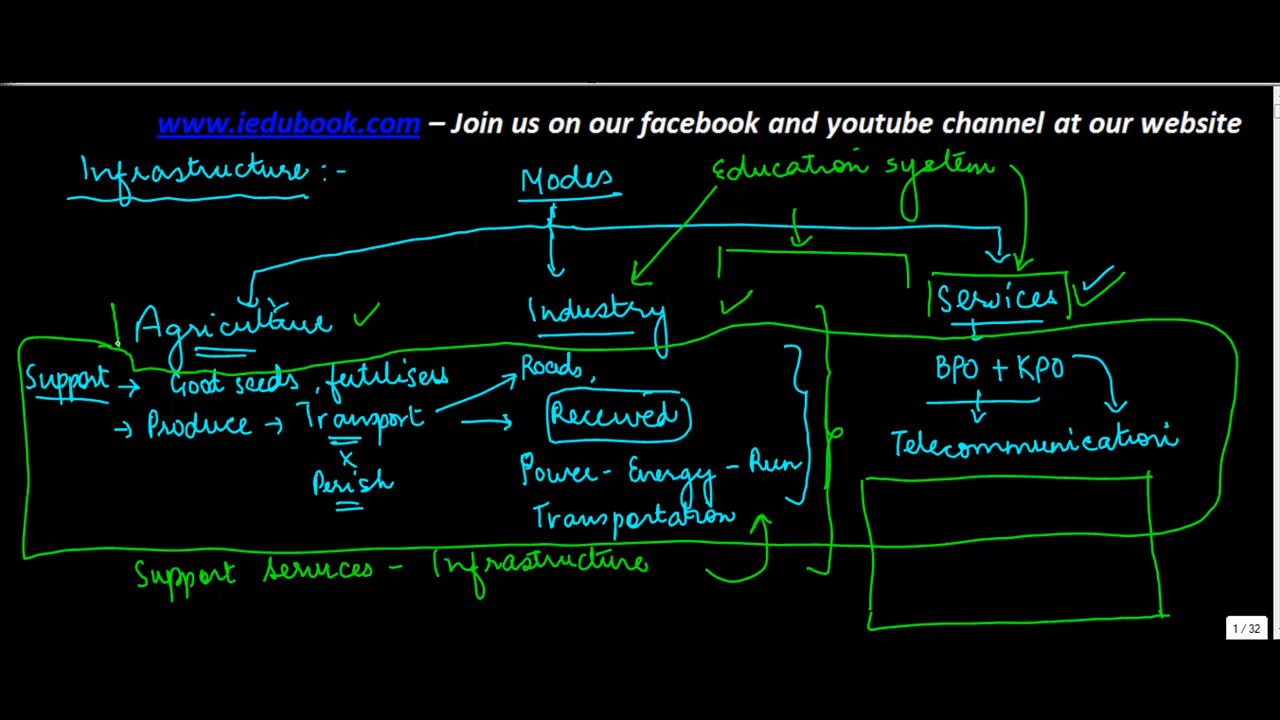 www.iedubook.com – Join us on our facebook and youtube channel at our website
Infrastructure :-
Modes
Education system
Agriculture
Industry
Services
Support → Good seeds, fertilisers
→ Produce → Transport
x
Perish
Roads,
Received
Power - Energy - Run
Transportation
BPO + KPO
Telecommunication
Support services - Infrastructure
1 / 32